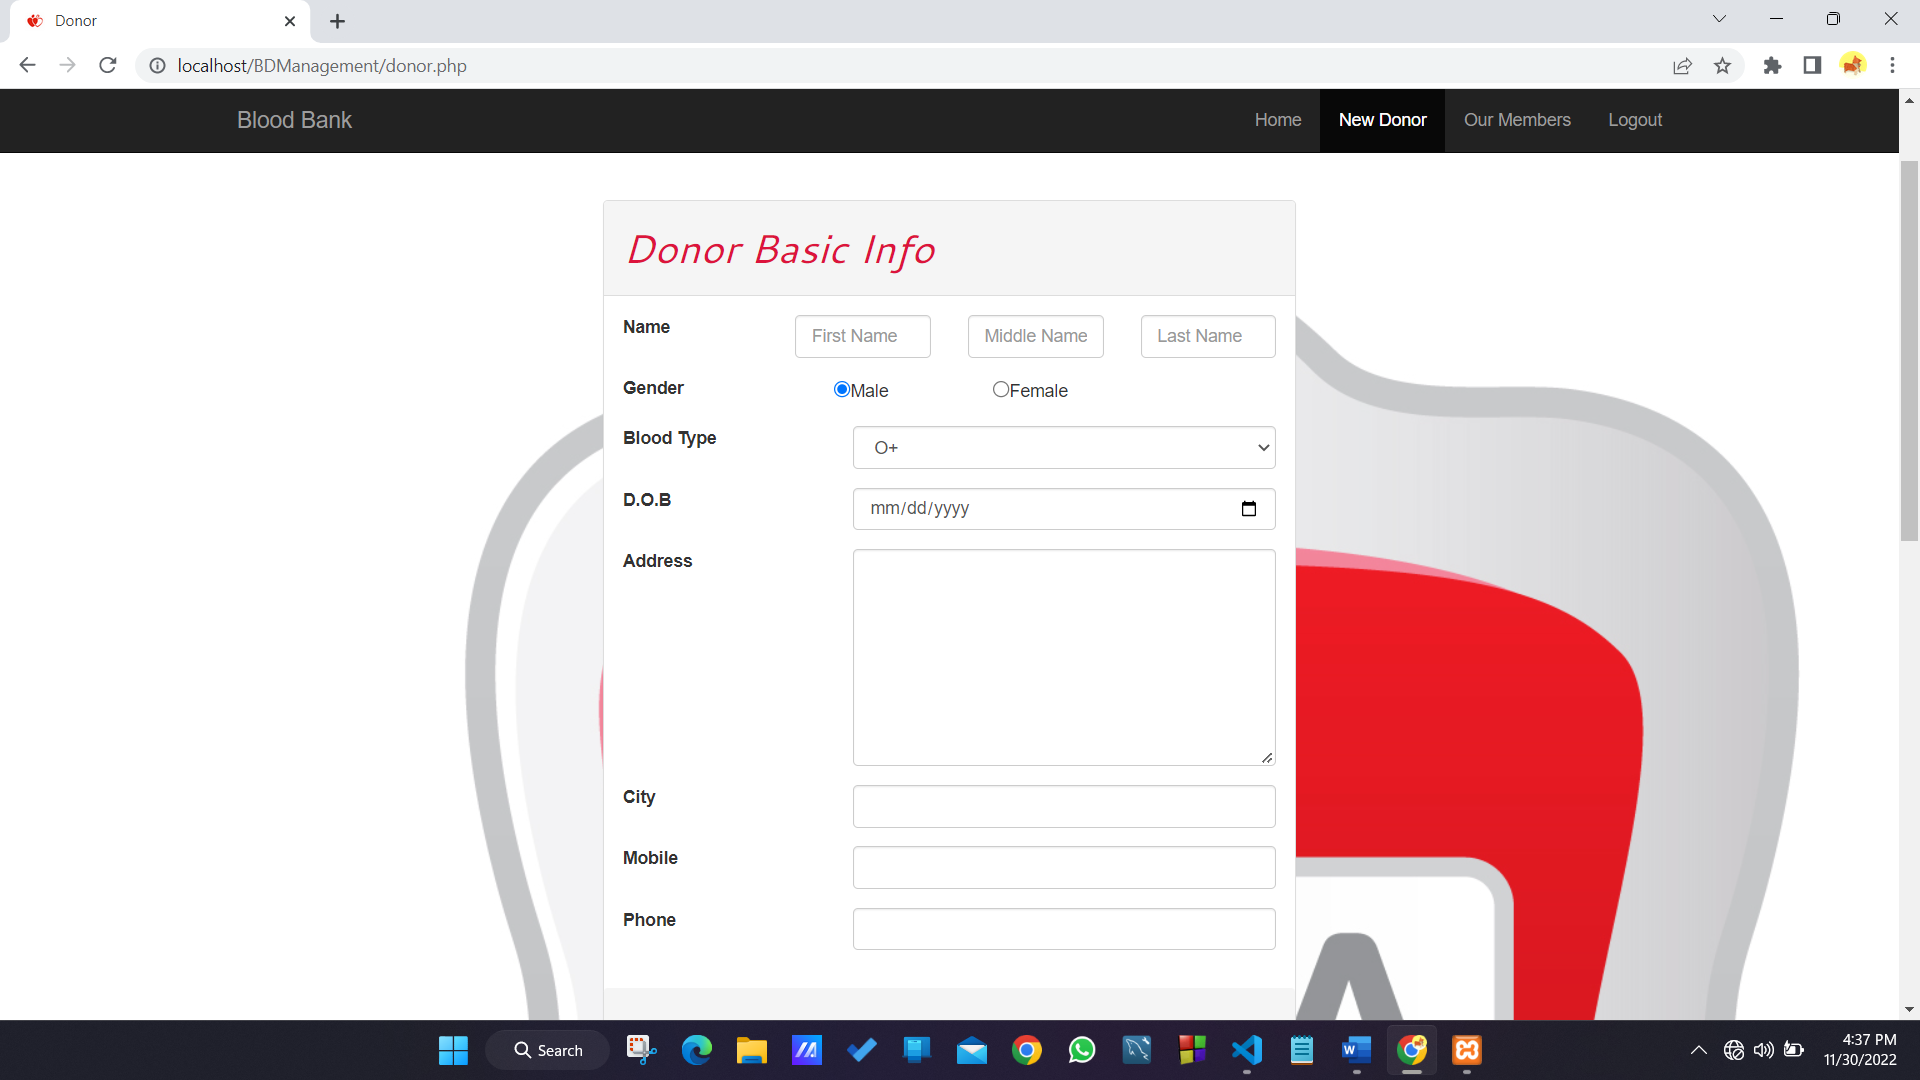 Donor
localhost/BDManagement/donor.php
Blood Bank Home New Donor Our Members Logout
Donor Basic Info
Name First Name Middle Name Last Name
Gender Male Female
Blood Type O+
D.O.B mm/dd/yyyy
Address
City
Mobile
Phone
A
Search
4:37 PM
11/30/2022